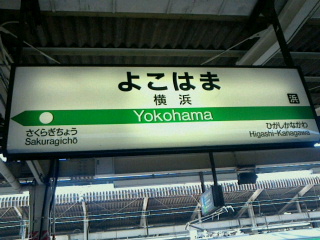 よこはま
横浜
浜
Yokohama
さくらぎちょう
Sakuragichō
ひがしかながわ
Higashi-Kanagawa